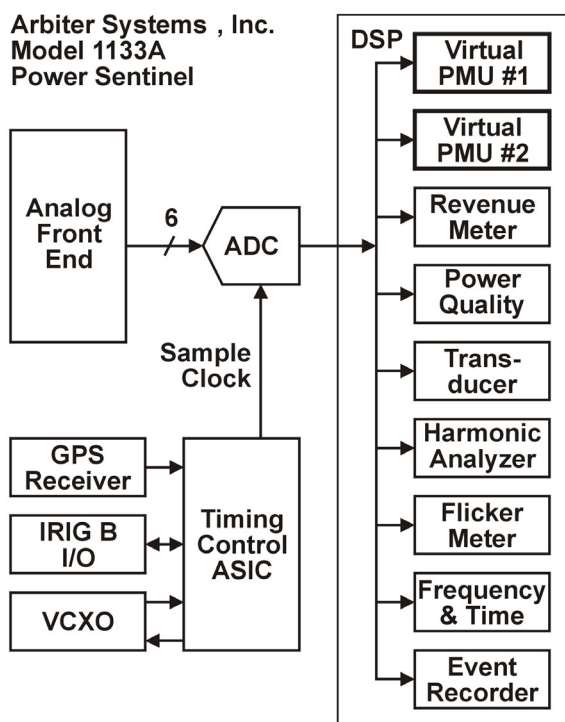 Arbiter Systems , Inc.
Model 1133A
Power Sentinel
DSP
Virtual
PMU #1
Virtual
PMU #2
Analog
Front
End
6
ADC
Revenue
Meter
Power
Quality
Sample
Clock
Trans-
ducer
Harmonic
Analyzer
GPS
Receiver
IRIG B
I/O
VCXO
Timing
Control
ASIC
Flicker
Meter
Frequency
& Time
Event
Recorder